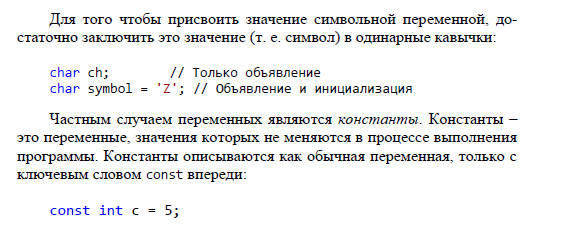 Для того чтобы присвоить значение символьной переменной, до-
статочно заключить это значение (т. е. символ) в одинарные кавычки:
char ch;        // Только объявление
char symbol = 'Z'; // Объявление и инициализация
Частным случаем переменных являются константы. Константы –
это переменные, значения которых не меняются в процессе выполнения
программы. Константы описываются как обычная переменная, только с
ключевым словом const впереди:
const int c = 5;